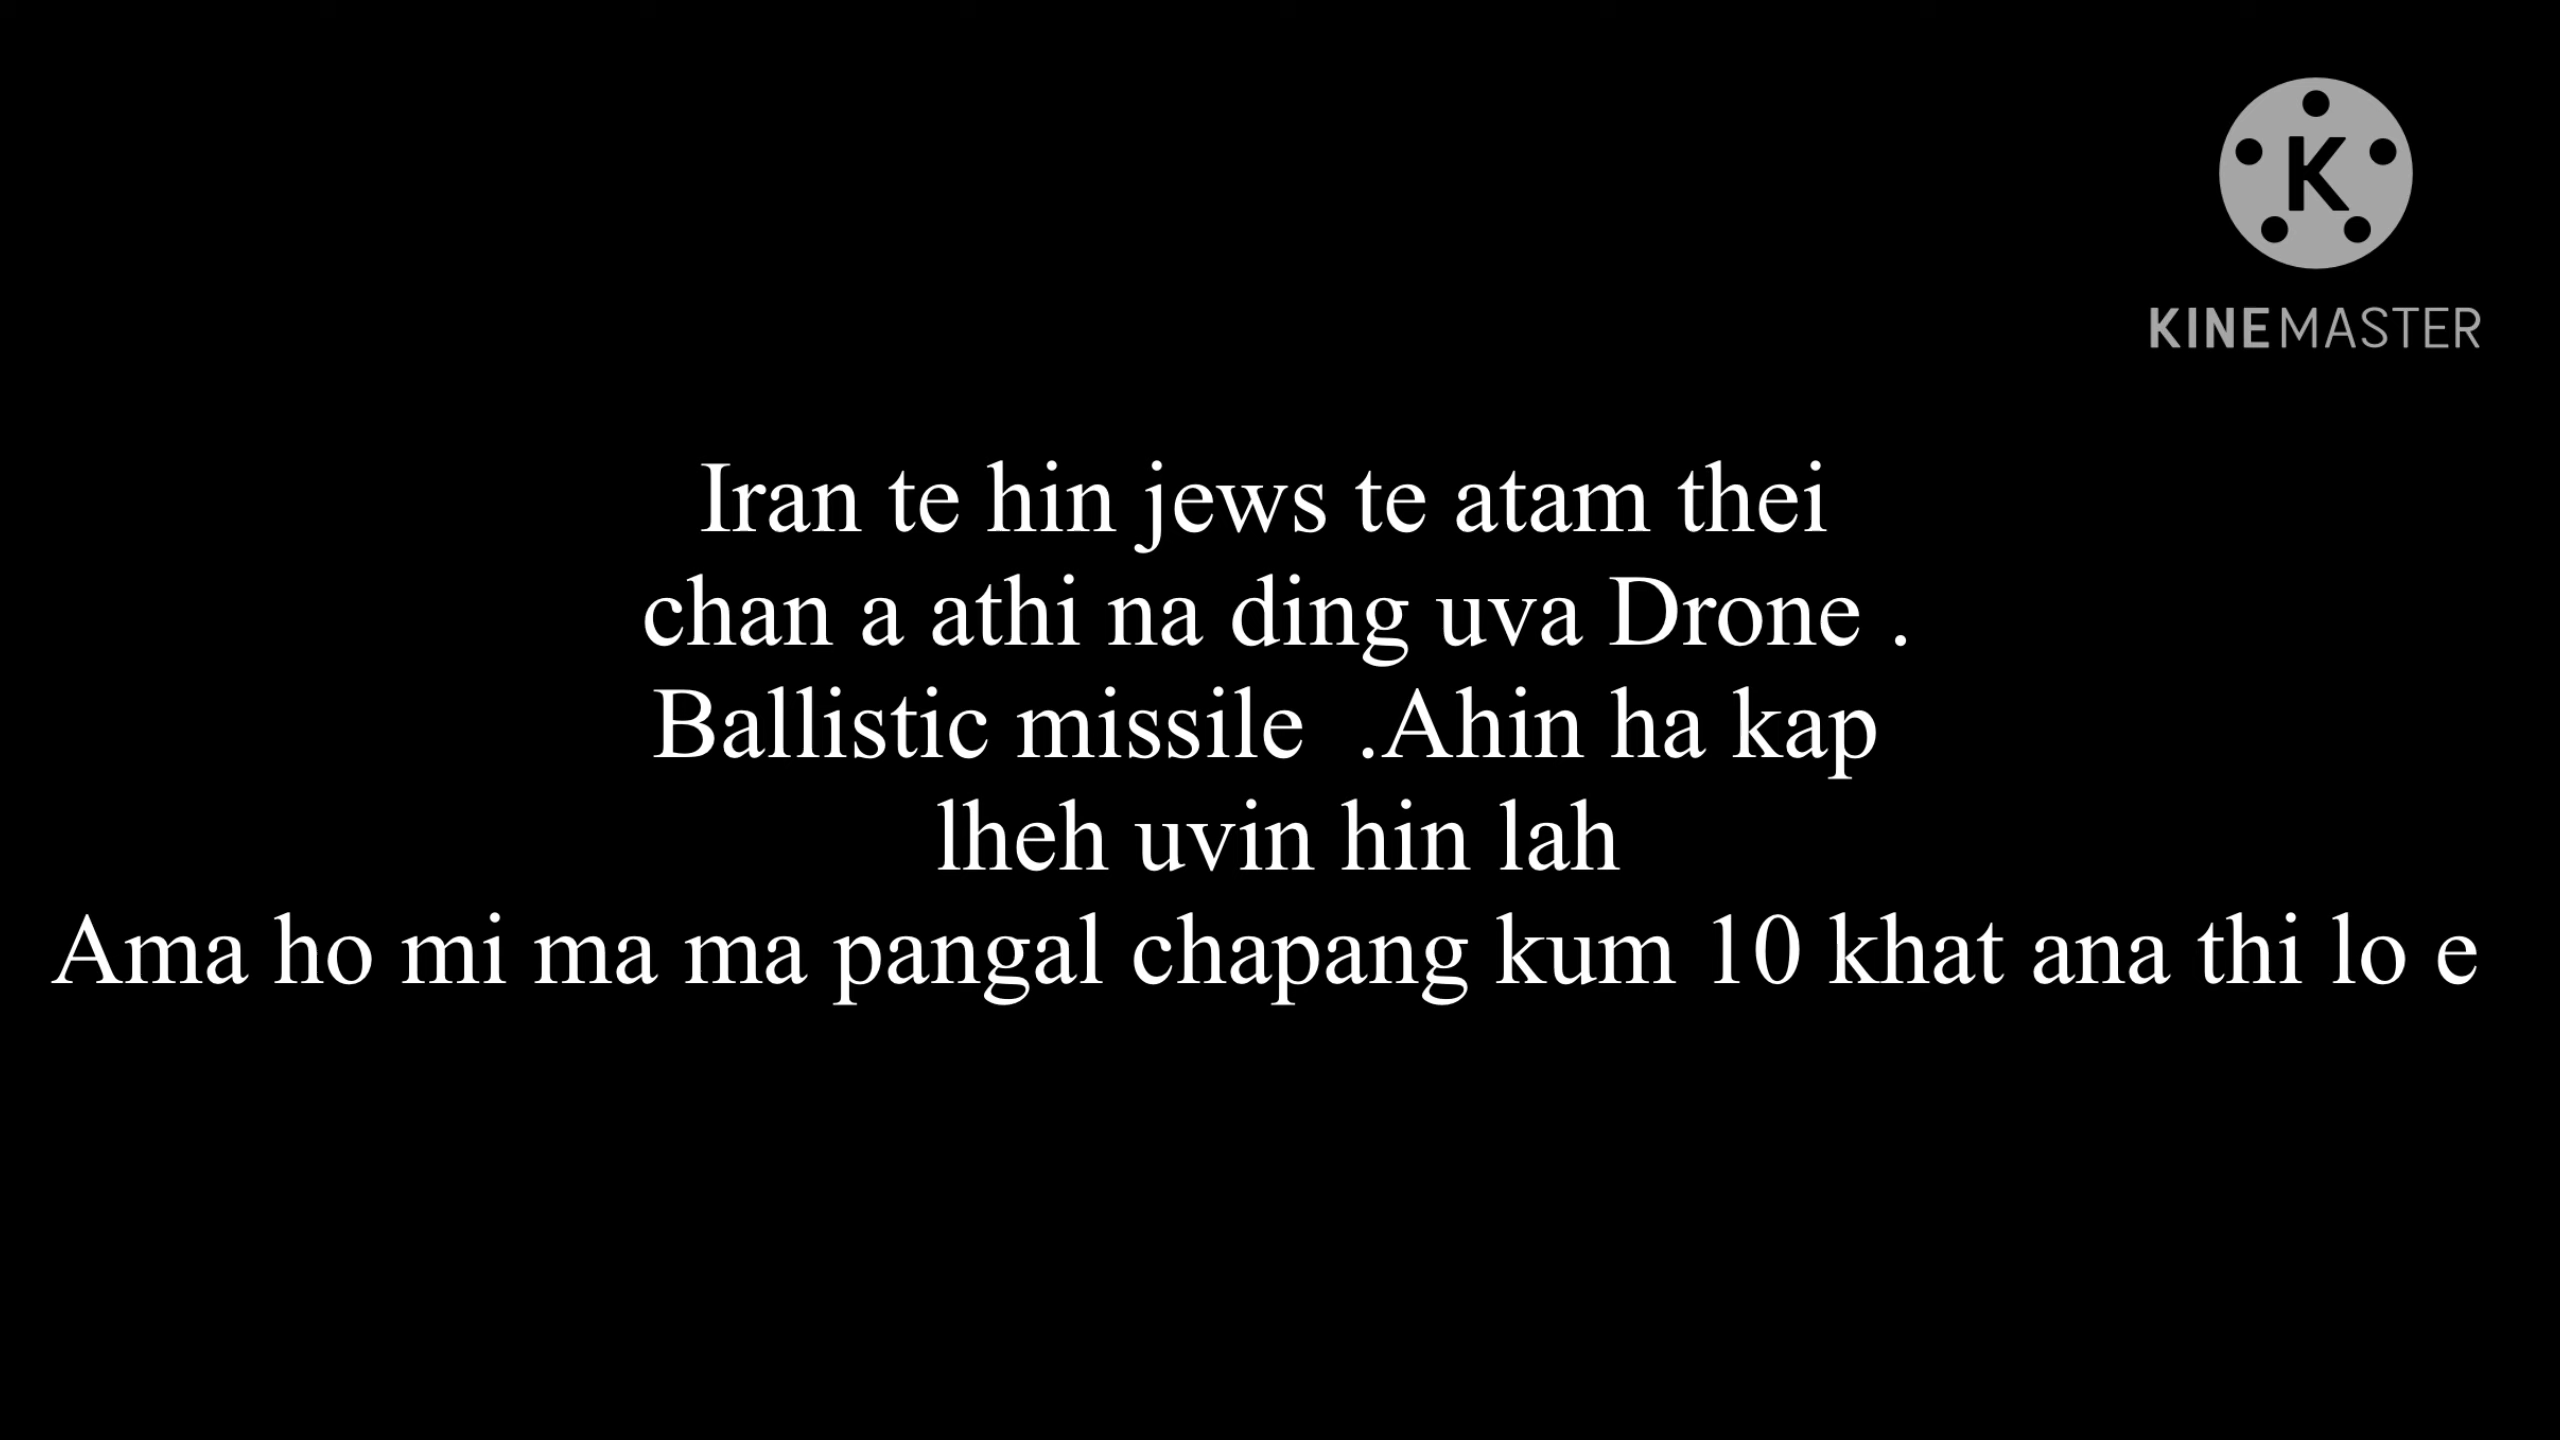 KINEMASTER
Iran te hin jews te atam thei
chan a athi na ding uva Drone .
Ballistic missile  .Ahin ha kap
lheh uvin hin lah
Ama ho mi ma ma pangal chapang kum 10 khat ana thi lo e